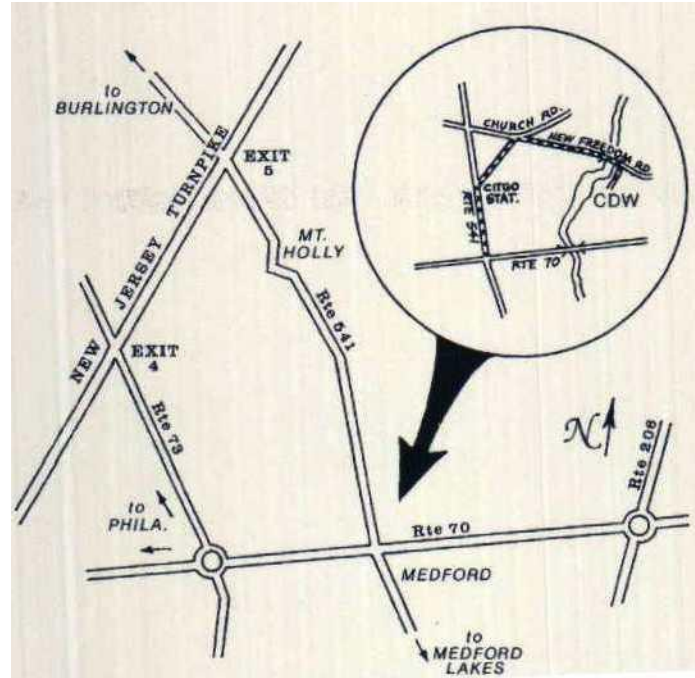 to
BURLINGTON
NEW JERSEY TURNPIKE
EXIT
5
MT.
HOLLY
Rte 541
EXIT
4
Rte 73
to
PHILA.
Rte 70
MEDFORD
to
MEDFORD
LAKES
N
Rte 206
CHURCH RD.
NEW FREEDOM RD
CITGO
STAT.
CDW
RTE 541
RTE 70